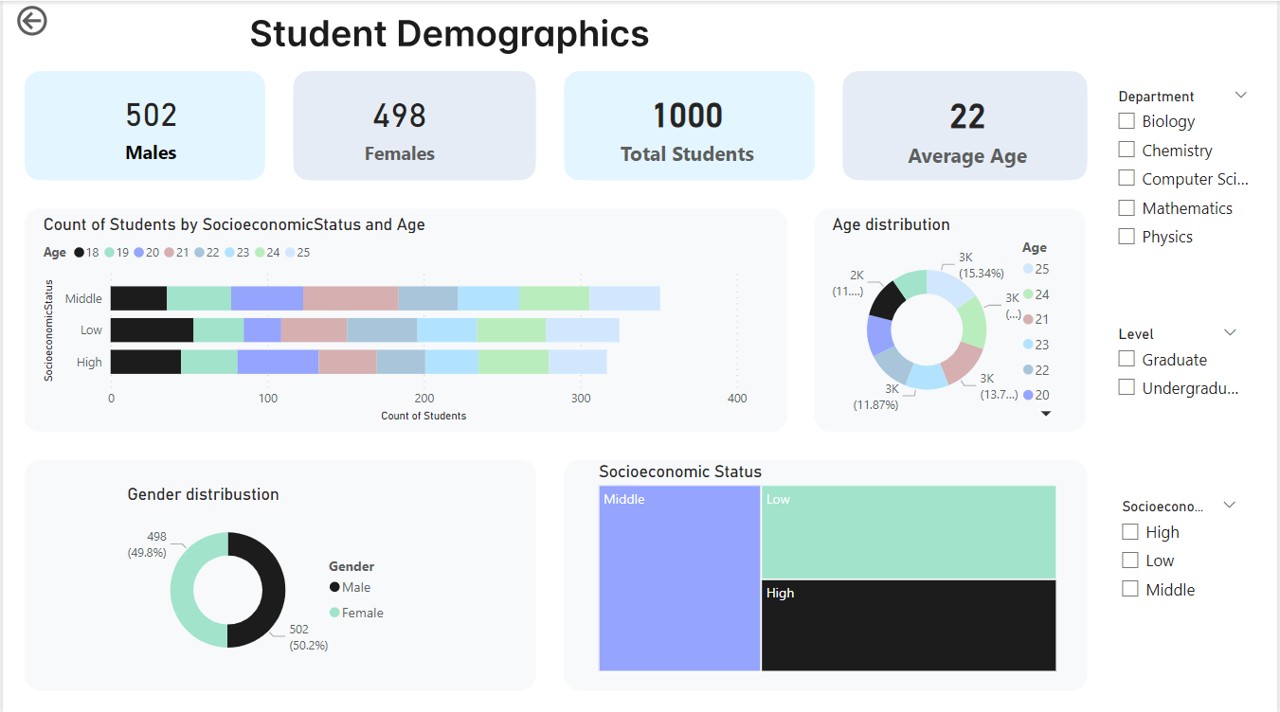 Student Demographics
502
Males
498
Females
1000
Total Students
22
Average Age
Department
Biology
Chemistry
Computer Sci...
Mathematics
Physics
Count of Students by SocioeconomicStatus and Age
Age 18 19 20 21 22 23 24 25
SocioeconomicStatus
Middle
Low
High
0 100 200 300 400
Count of Students
Age distribution
3K
(15.34%)
3K
(...)
3K
(13.7...)
3K
(11.87%)
2K
(11....)
Age
25
24
21
23
22
20
Level
Graduate
Undergradu...
Gender distribustion
498
(49.8%)
502
(50.2%)
Gender
Male
Female
Socioeconomic Status
Middle
Low
High
Socioecono...
High
Low
Middle